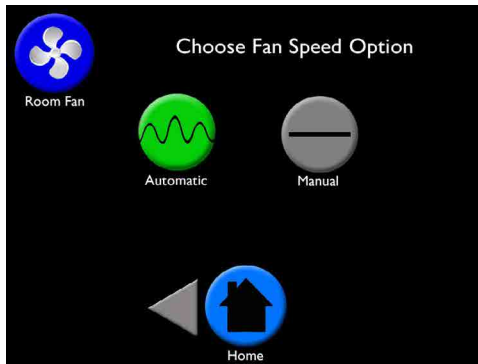 Choose Fan Speed Option
Room Fan
Automatic
Manual
Home